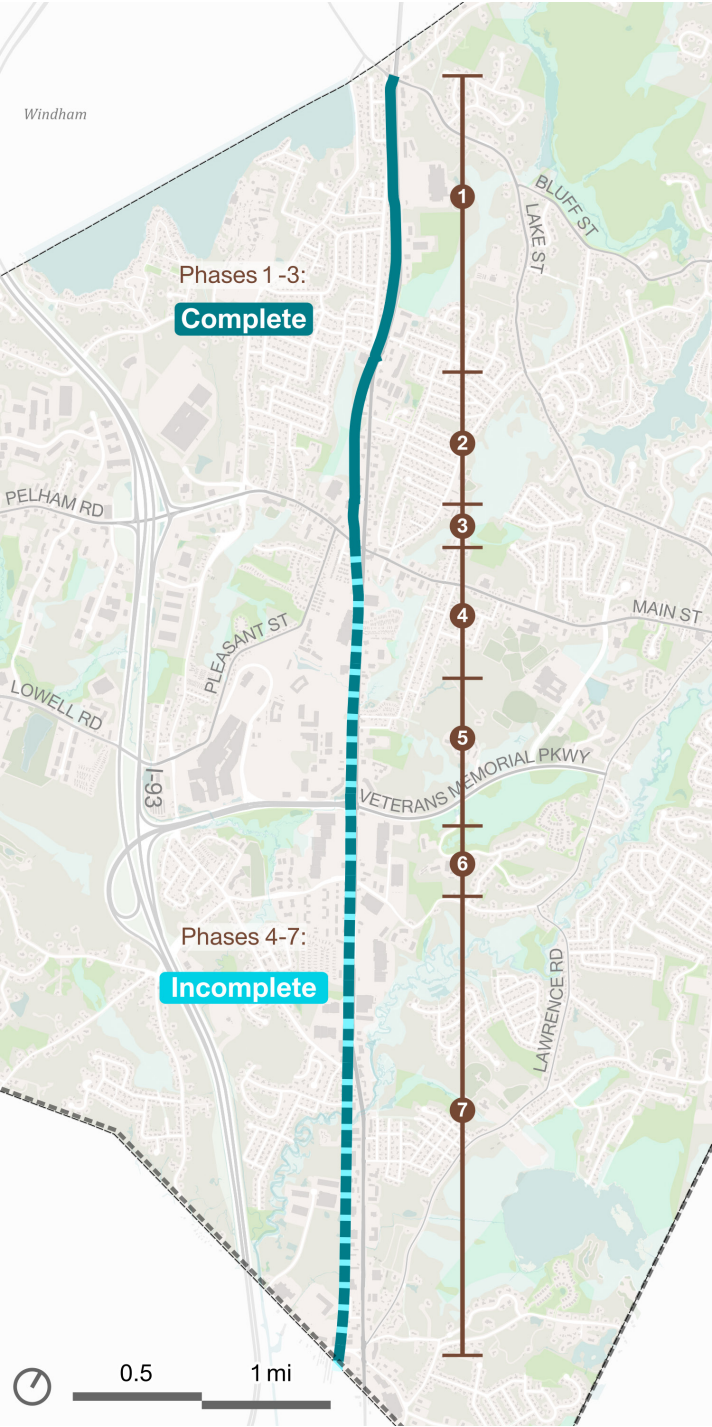 Windham
1
BLUFF ST
LAKE ST
Phases 1-3:
Complete
2
PELHAM RD
3
4
MAIN ST
PLEASANT ST
LOWELL RD
5
I-93
VETERANS MEMORIAL PKWY
6
Phases 4-7:
Incomplete
LAWRENCE RD
7
0.5
1 mi